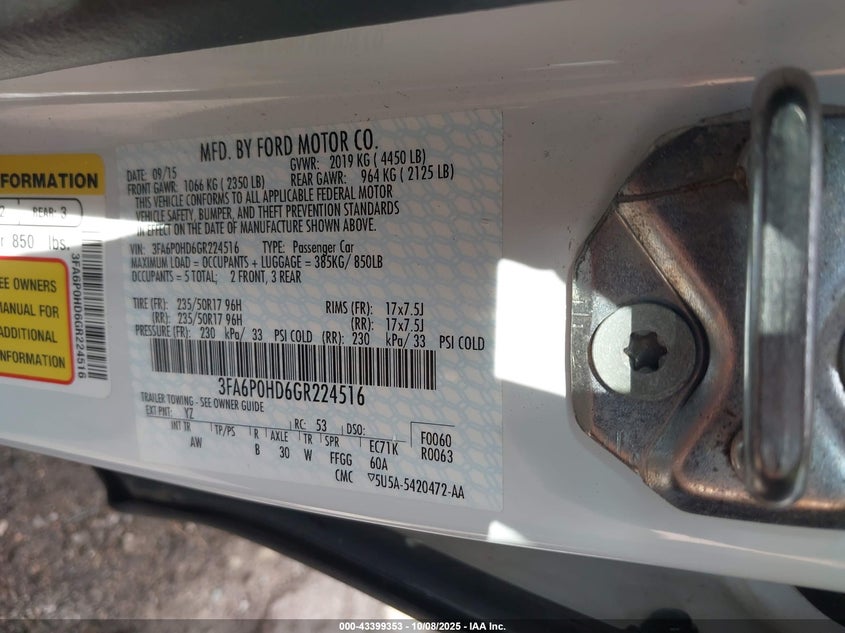 FORMATION
2
REAR: 3
850 lbs.
3FA6P0HD6GR224516
SEE OWNERS
MANUAL FOR
ADDITIONAL
INFORMATION
MFD. BY FORD MOTOR CO.
DATE: 09/15 GVWR: 2019 KG ( 4450 LB)
FRONT GAWR: 1066 KG ( 2350 LB) REAR GAWR: 964 KG ( 2125 LB)
THIS VEHICLE CONFORMS TO ALL APPLICABLE FEDERAL MOTOR
VEHICLE SAFETY, BUMPER, AND THEFT PREVENTION STANDARDS
IN EFFECT ON THE DATE OF MANUFACTURE SHOWN ABOVE.
VIN: 3FA6P0HD6GR224516 TYPE: Passenger Car
MAXIMUM LOAD = OCCUPANTS + LUGGAGE = 385KG/ 850LB
OCCUPANTS = 5 TOTAL; 2 FRONT, 3 REAR
TIRE (FR): 235/50R17 96H RIMS (FR): 17x7.5J
(RR): 235/50R17 96H (RR): 17x7.5J
PRESSURE (FR): 230 kPa/ 33 PSI COLD (RR): 230 kPa/ 33 PSI COLD
3FA6P0HD6GR224516
TRAILER TOWING - SEE OWNER GUIDE
EXT PNT: YZ RC: 53 DSO: F0060
INT TR TP/PS R AXLE TR SPR EC71K R0063
AW B 30 W FFGG 60A
CMC ▽5U5A-5420472-AA
000-43399353 | 10/08/2025 - IAA Inc.